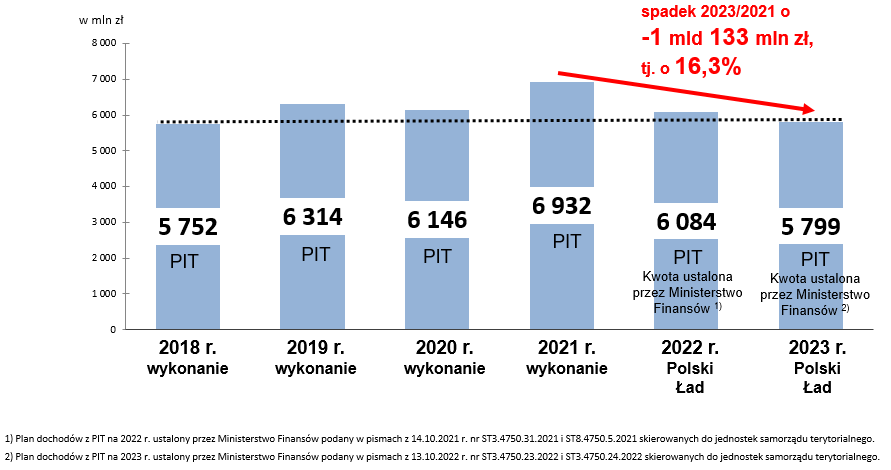 w mln zł
spadek 2023/2021 o
-1 mld 133 mln zł,
tj. o 16,3%
8 000
7 000
6 000
5 000
4 000
3 000
2 000
1 000
0
5 752
PIT
6 314
PIT
6 146
PIT
6 932
PIT
6 084
PIT
Kwota ustalona
przez Ministerstwo
Finansów 1)
5 799
PIT
Kwota ustalona
przez Ministerstwo
Finansów 2)
2018 r.
wykonanie
2019 r.
wykonanie
2020 r.
wykonanie
2021 r.
wykonanie
2022 r.
Polski
Ład
2023 r.
Polski
Ład
1) Plan dochodów z PIT na 2022 r. ustalony przez Ministerstwo Finansów podany w pismach z 14.10.2021 r. nr ST3.4750.31.2021 i ST8.4750.5.2021 skierowanych do jednostek samorządu terytorialnego.
2) Plan dochodów z PIT na 2023 r. ustalony przez Ministerstwo Finansów podany w pismach z 13.10.2022 r. nr ST3.4750.23.2022 i ST3.4750.24.2022 skierowanych do jednostek samorządu terytorialnego.